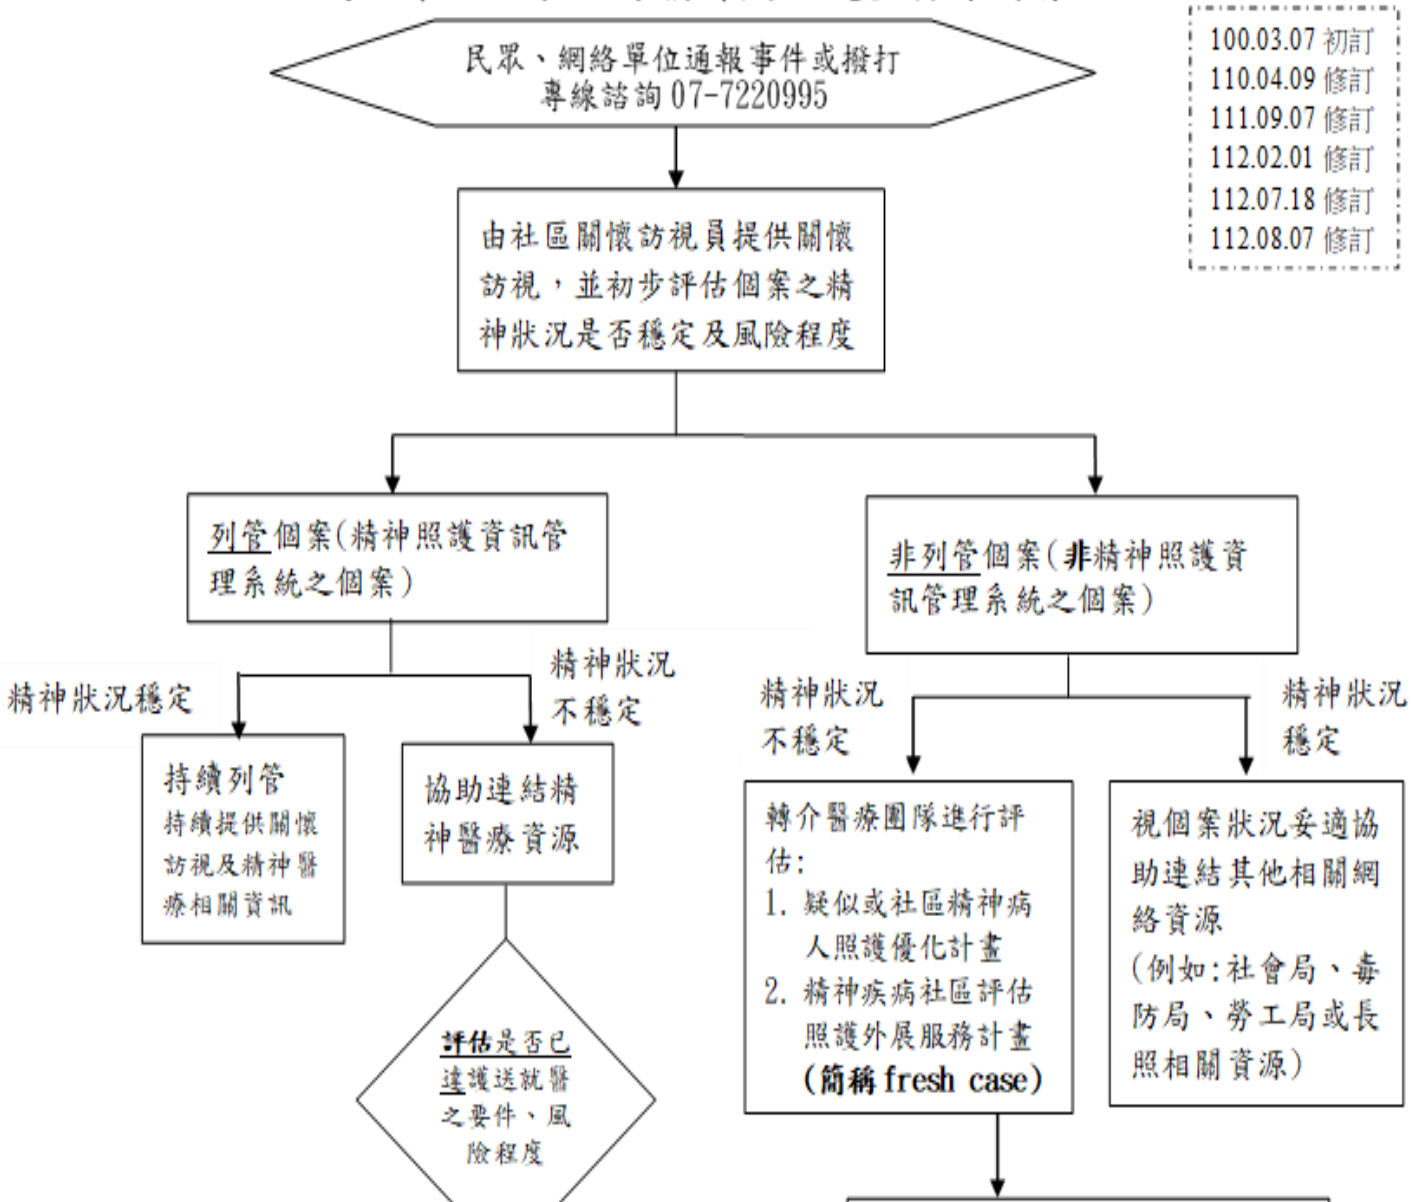 民眾、網絡單位通報事件或撥打
專線諮詢 07-7220995
100.03.07 初訂
110.04.09 修訂
111.09.07 修訂
112.02.01 修訂
112.07.18 修訂
112.08.07 修訂
由社區關懷訪視員提供關懷
訪視，並初步評估個案之精
神狀況是否穩定及風險程度
列管個案(精神照護資訊管
理系統之個案)
非列管個案(非精神照護資
訊管理系統之個案)
精神狀況穩定
精神狀況
不穩定
精神狀況
不穩定
精神狀況
穩定
持續列管
持續提供關懷
訪視及精神醫
療相關資訊
協助連結精
神醫療資源
轉介醫療團隊進行評
估:
1. 疑似或社區精神病
人照護優化計畫
2. 精神疾病社區評估
照護外展服務計畫
(簡稱 fresh case)
視個案狀況妥適協
助連結其他相關網
絡資源
(例如:社會局、毒
防局、勞工局或長
照相關資源)
評估是否已
達護送就醫
之要件、風
險程度